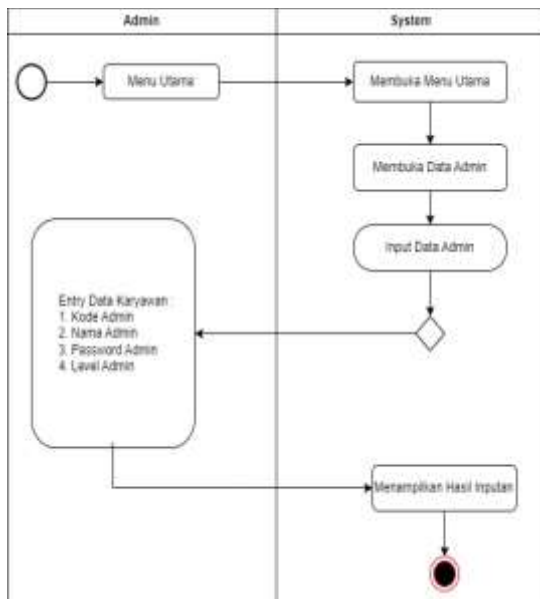 Admin
System
Menu Utama
Membuka Menu Utama
Membuka Data Admin
Input Data Admin
Entry Data Karyawan
1. Kode Admin
2. Nama Admin
3. Password Admin
4. Level Admin
Menampilkan Hasil Inputan